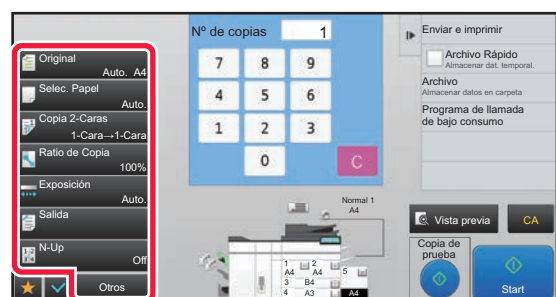 Original
Auto. A4
Selec. Papel
Auto.
Copia 2-Caras
1-Cara→1-Cara
Ratio de Copia
100%
Exposición
Auto.
Salida
N-Up
Off
Otros
Nº de copias 1
7 8 9
4 5 6
1 2 3
0 C
Normal 1
A4
1 2
A4 A4 5
3 B4
4 A3 A4
Enviar e imprimir
Archivo Rápido
Almacenar dat. temporal.
Archivo
Almacenar datos en carpeta
Programa de llamada
de bajo consumo
Vista previa CA
Copia de
prueba
Start